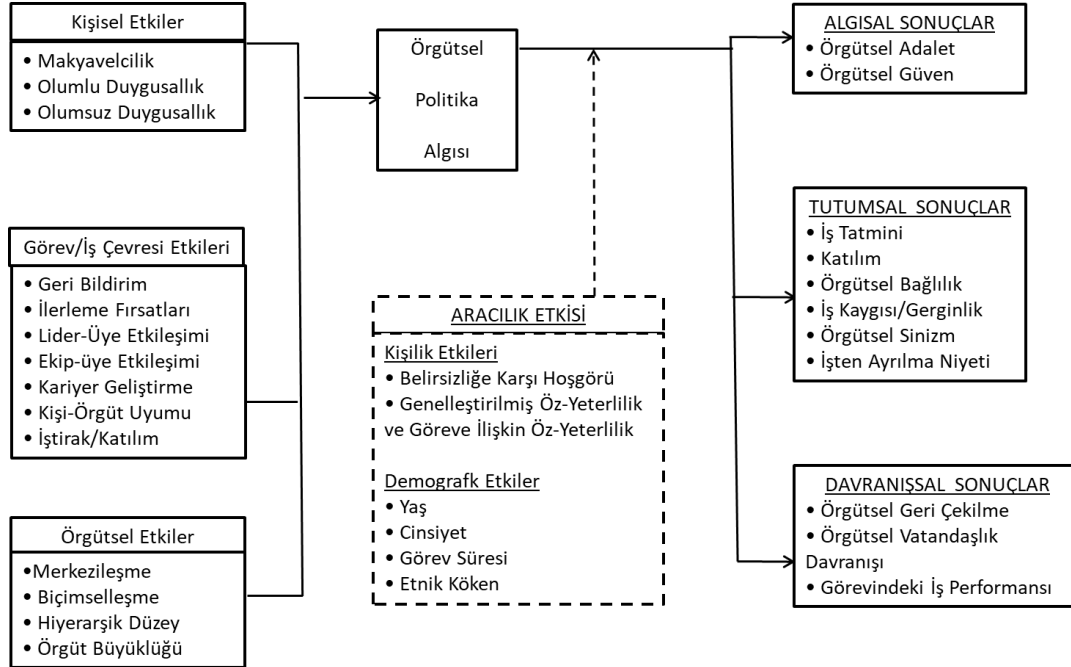 Kişisel Etkiler
• Makyavelcilik
• Olumlu Duygusallık
• Olumsuz Duygusallık
Görev/İş Çevresi Etkileri
• Geri Bildirim
• İlerleme Fırsatları
• Lider-Üye Etkileşimi
• Ekip-üye Etkileşimi
• Kariyer Geliştirme
• Kişi-Örgüt Uyumu
• İştirak/Katılım
Örgütsel Etkiler
•Merkezileşme
• Biçimselleşme
• Hiyerarşik Düzey
• Örgüt Büyüklüğü
Örgütsel
Politika
Algısı
ARACILIK ETKİSİ
Kişilik Etkileri
• Belirsizliğe Karşı Hoşgörü
• Genelleştirilmiş Öz-Yeterlilik
ve Göreve İlişkin Öz-Yeterlilik
Demografk Etkiler
• Yaş
• Cinsiyet
• Görev Süresi
• Etnik Köken
ALGISAL SONUÇLAR
• Örgütsel Adalet
• Örgütsel Güven
TUTUMSAL SONUÇLAR
• İş Tatmini
• Katılım
• Örgütsel Bağlılık
• İş Kaygısı/Gerginlik
• Örgütsel Sinizm
• İşten Ayrılma Niyeti
DAVRANIŞSAL SONUÇLAR
• Örgütsel Geri Çekilme
• Örgütsel Vatandaşlık
Davranışı
• Görevindeki İş Performansı